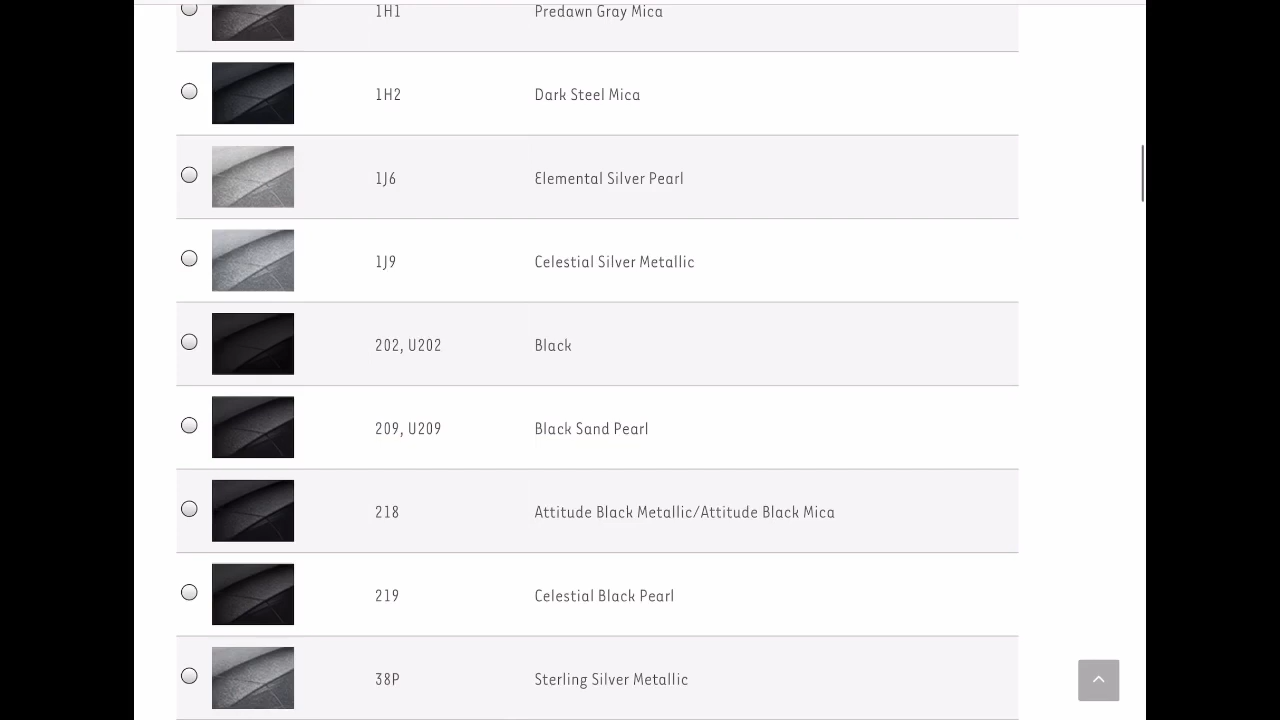 1H1 Predawn Gray Mica
1H2 Dark Steel Mica
1J6 Elemental Silver Pearl
1J9 Celestial Silver Metallic
202, U202 Black
209, U209 Black Sand Pearl
218 Attitude Black Metallic/Attitude Black Mica
219 Celestial Black Pearl
38P Sterling Silver Metallic